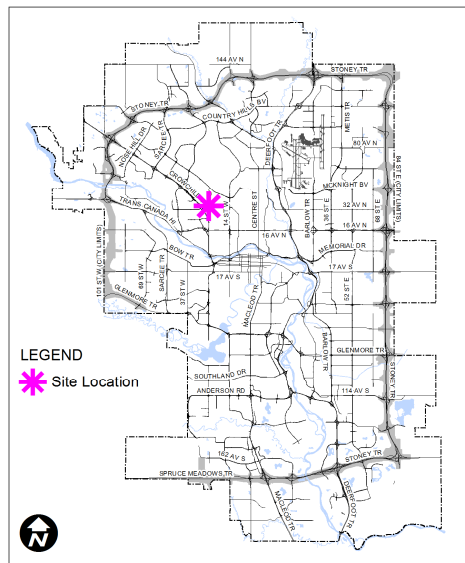 144 AV N
STONEY TR
STONEY TR
COUNTRY HILLS BV
METIS TR
NOSE HILL DR
SARCEE TR
DEERFOOT TR
80 AV N
84 ST E (CITY LIMITS)
CROWCHILD
MCKNIGHT BV
TRANS CANADA HI
14 ST W
CENTRE ST
BARLOW TR
36 ST E
32 AV N
68 ST E
16 AV N
16 AV N
MEMORIAL DR
BOW TR
101 ST W (CITY LIMITS)
69 ST W
SARCEE TR
37 ST W
17 AV S
17 AV S
52 ST E
GLENMORE TR
MACLEOD TR
BARLOW TR
GLENMORE TR
LEGEND
Site Location
SOUTHLAND DR
ANDERSON RD
114 AV S
STONEY TR
162 AV S
STONEY TR
SPRUCE MEADOWS TR
MACLEOD TR
DEERFOOT TR
N